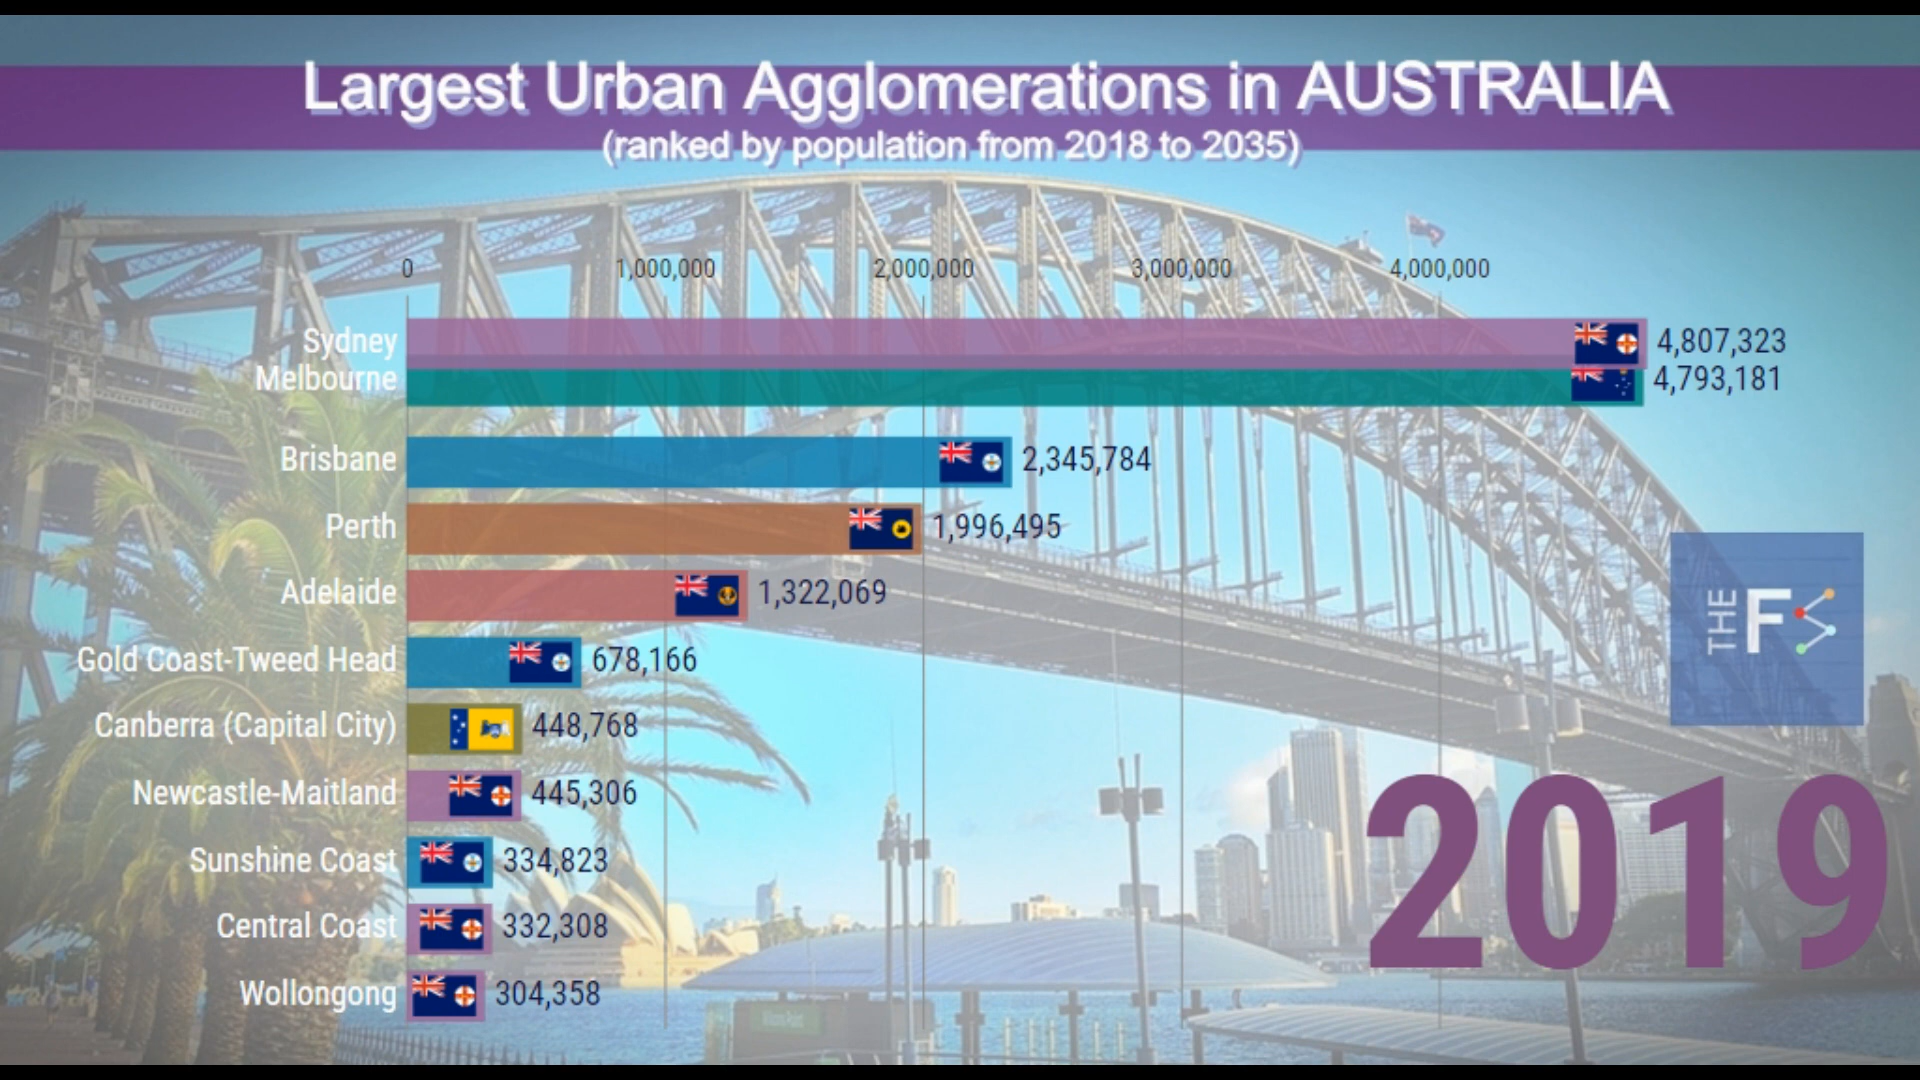 Largest Urban Agglomerations in AUSTRALIA
(ranked by population from 2018 to 2035)
0 1,000,000 2,000,000 3,000,000 4,000,000
Sydney 4,807,323
Melbourne 4,793,181
Brisbane 2,345,784
Perth 1,996,495
Adelaide 1,322,069
Gold Coast-Tweed Head 678,166
Canberra (Capital City) 448,768
Newcastle-Maitland 445,306
Sunshine Coast 334,823
Central Coast 332,308
Wollongong 304,358
THE F
2019